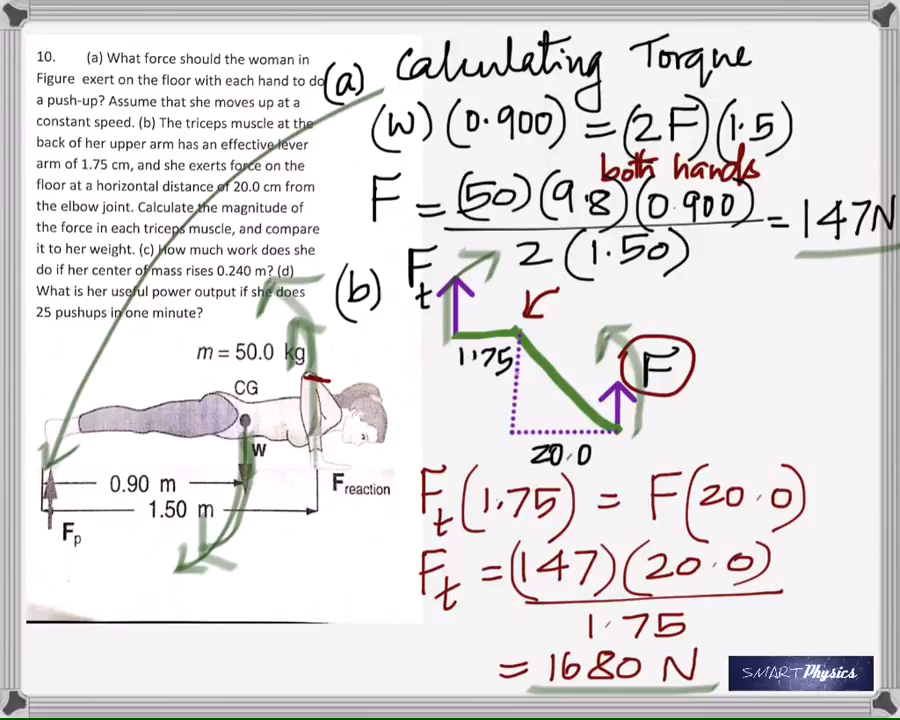 10. (a) What force should the woman in
Figure exert on the floor with each hand to do
a push-up? Assume that she moves up at a
constant speed. (b) The triceps muscle at the
back of her upper arm has an effective lever
arm of 1.75 cm, and she exerts force on the
floor at a horizontal distance of 20.0 cm from
the elbow joint. Calculate the magnitude of
the force in each triceps muscle, and compare
it to her weight. (c) How much work does she
do if her center of mass rises 0.240 m? (d)
What is her useful power output if she does
25 pushups in one minute?
m = 50.0 kg
CG
W
0.90 m
1.50 m
F reaction
Fp
(a) Calculating Torque
(W)(0.900) = (2F)(1.5)
both hands
F = (50)(9.8)(0.900) = 147N
2(1.50)
(b) Ft
1.75
F
20.0
Ft(1.75) = F(20.0)
Ft = (147)(20.0)
1.75
= 1680 N
SMARTPhysics